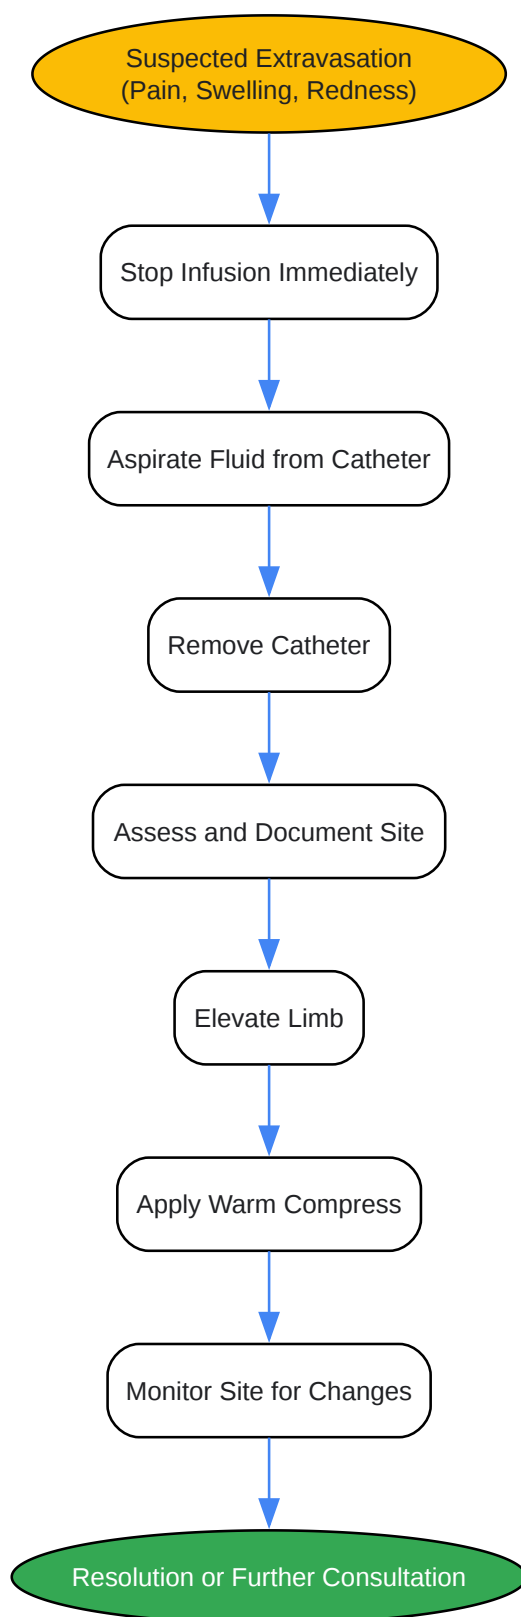 Suspected Extravasation
(Pain, Swelling, Redness)
Stop Infusion Immediately
Aspirate Fluid from Catheter
Remove Catheter
Assess and Document Site
Elevate Limb
Apply Warm Compress
Monitor Site for Changes
Resolution or Further Consultation